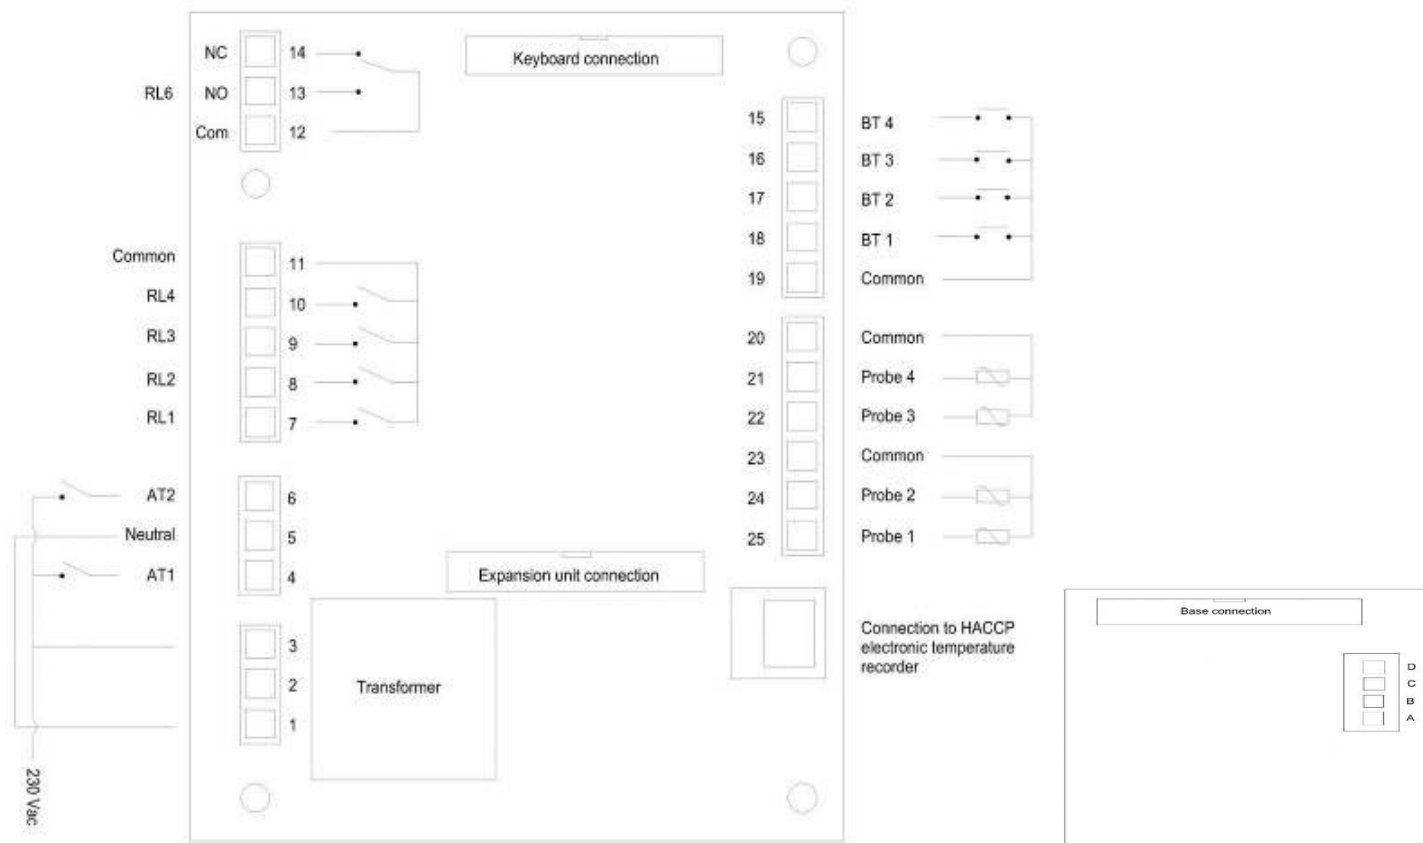 NC 14
RL6 NO 13
Com 12
Keyboard connection
Common 11
RL4 10
RL3 9
RL2 8
RL1 7
AT2 6
Neutral 5
AT1 4
3
2
1
230 Vac
Expansion unit connection
Transformer
15 BT 4
16 BT 3
17 BT 2
18 BT 1
19 Common
20 Common
21 Probe 4
22 Probe 3
23 Common
24 Probe 2
25 Probe 1
Connection to HACCP
electronic temperature
recorder
Base connection
D
C
B
A